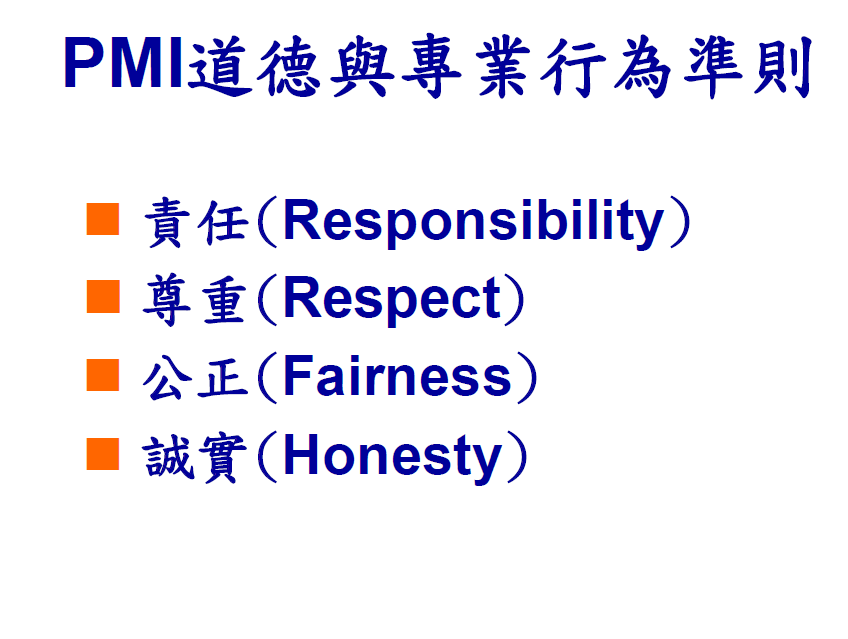 PMI道德與專業行為準則
責任(Responsibility)
尊重(Respect)
公正(Fairness)
誠實(Honesty)